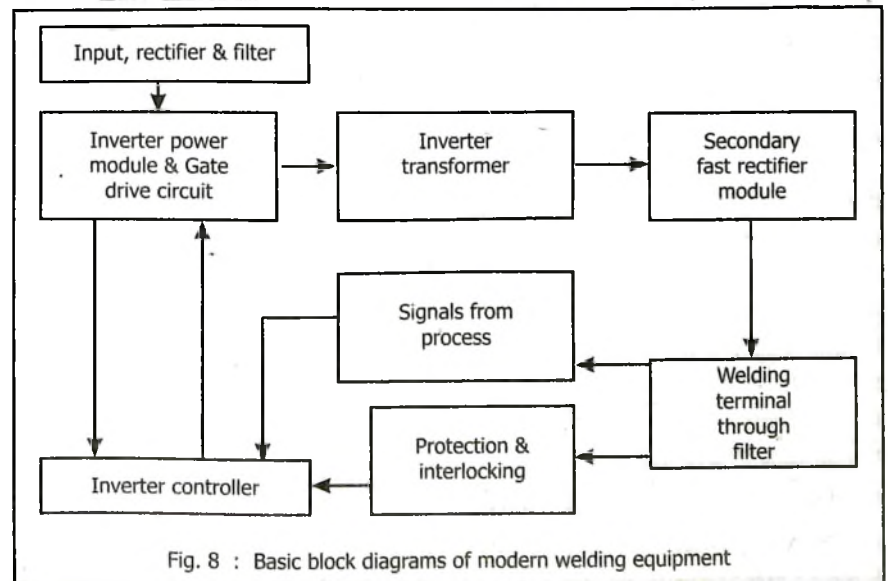 Input, rectifier & filter
Inverter power
module & Gate
drive circuit
Inverter
transformer
Secondary
fast rectifier
module
Signals from
process
Welding
terminal
through
filter
Protection &
interlocking
Inverter controller
Fig. 8 : Basic block diagrams of modern welding equipment